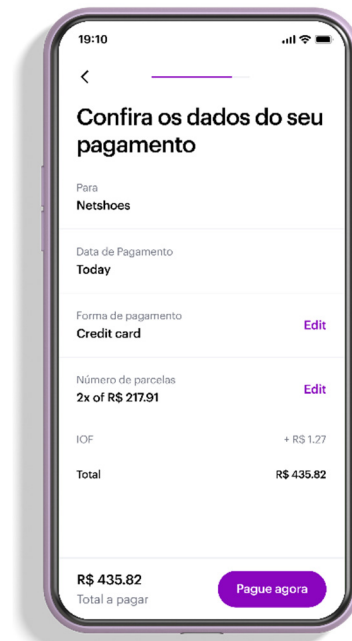 19:10
Confira os dados do seu
pagamento
Para
Netshoes
Data de Pagamento
Today
Forma de pagamento
Credit card
Edit
Número de parcelas
2x of R$ 217.91
Edit
IOF
+ R$ 1.27
Total
R$ 435.82
R$ 435.82
Total a pagar
Pague agora